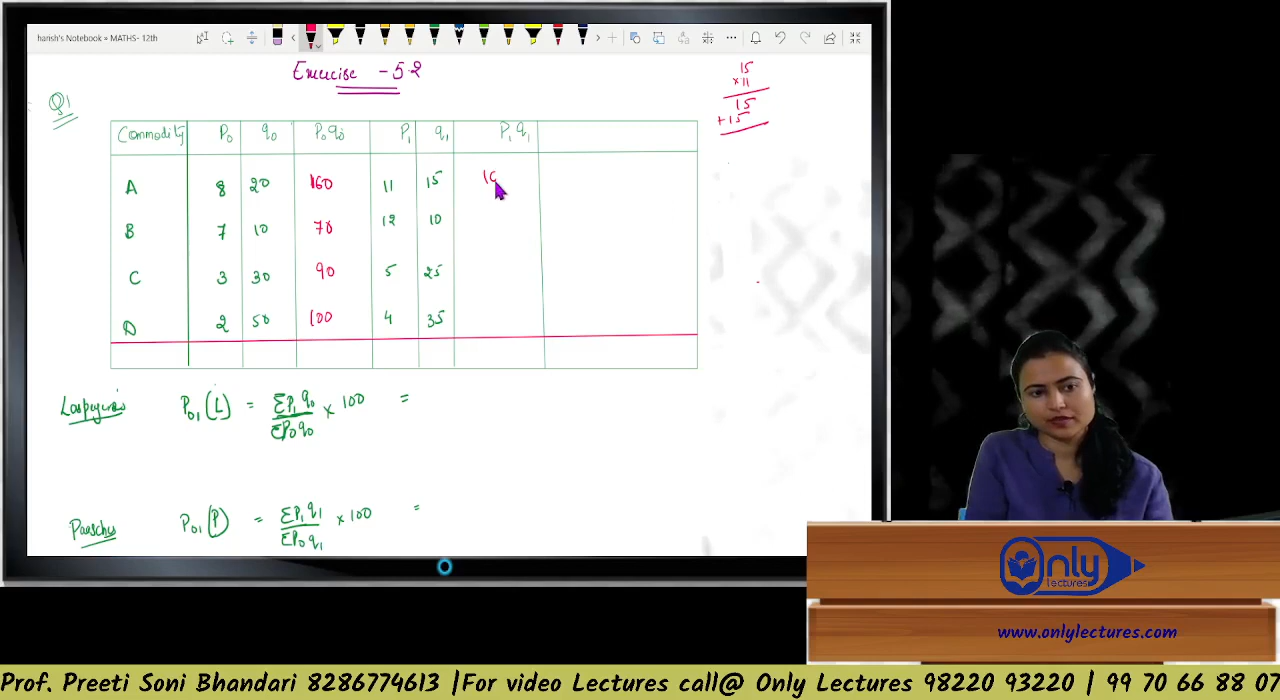 harish's Notebook » MATHS- 12th
Exercise - 5.2
15
×11
15
+15
Q1
Commodity P0 q0 P0q0 P1 q1 P1q1
A 8 20 160 11 15
B 7 10 70 12 10
C 3 30 90 5 25
D 2 50 100 4 35
P01(L) = ΣP1q0 / ΣP0q0 × 100 =
P01(P) = ΣP1q1 / ΣP0q1 × 100 =
Only
lectures
www.onlylectures.com
Prof. Preeti Soni Bhandari 8286774613 |For video Lectures call@ Only Lectures 98220 93220 | 99 70 66 88 07